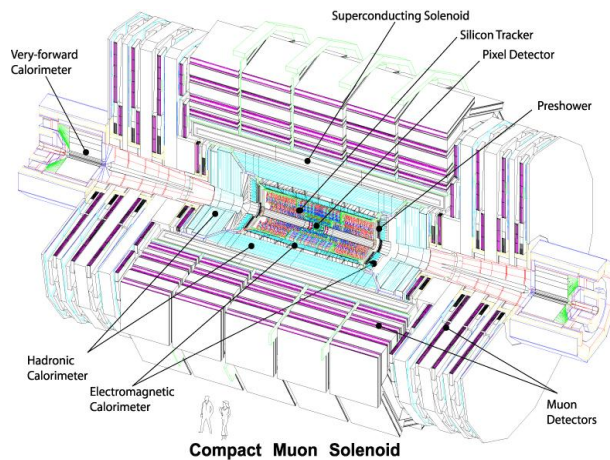 Superconducting Solenoid
Silicon Tracker
Pixel Detector
Very-forward
Calorimeter
Preshower
Hadronic
Calorimeter
Electromagnetic
Calorimeter
Muon
Detectors
Compact Muon Solenoid